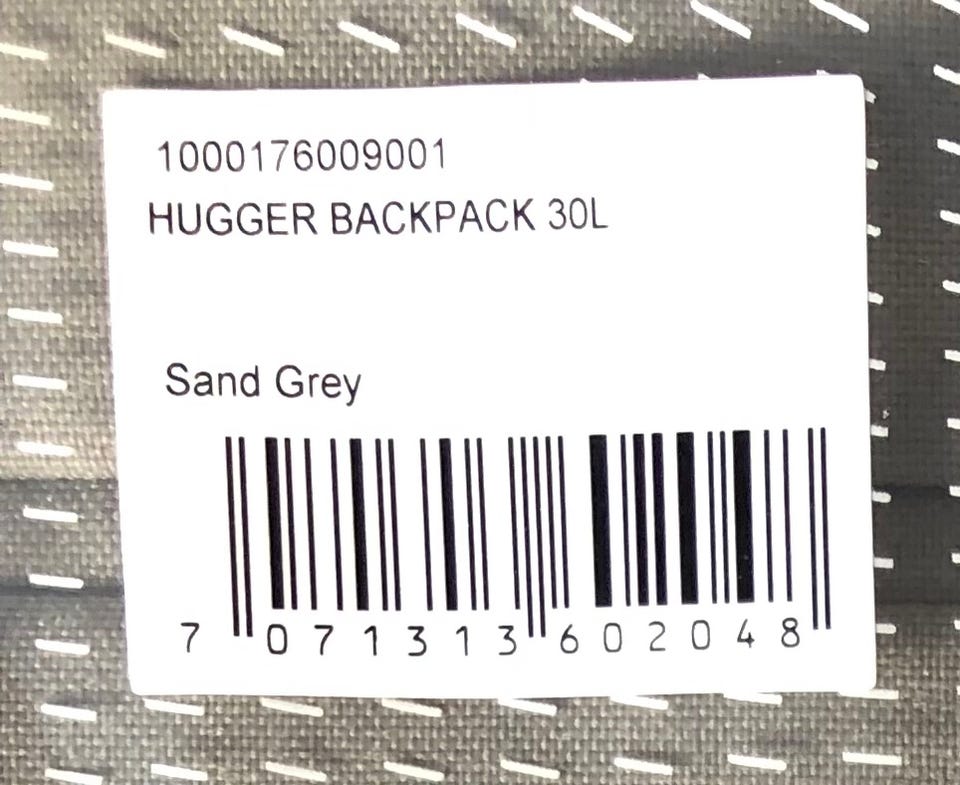 1000176009001
HUGGER BACKPACK 30L
Sand Grey
7 071313 602048